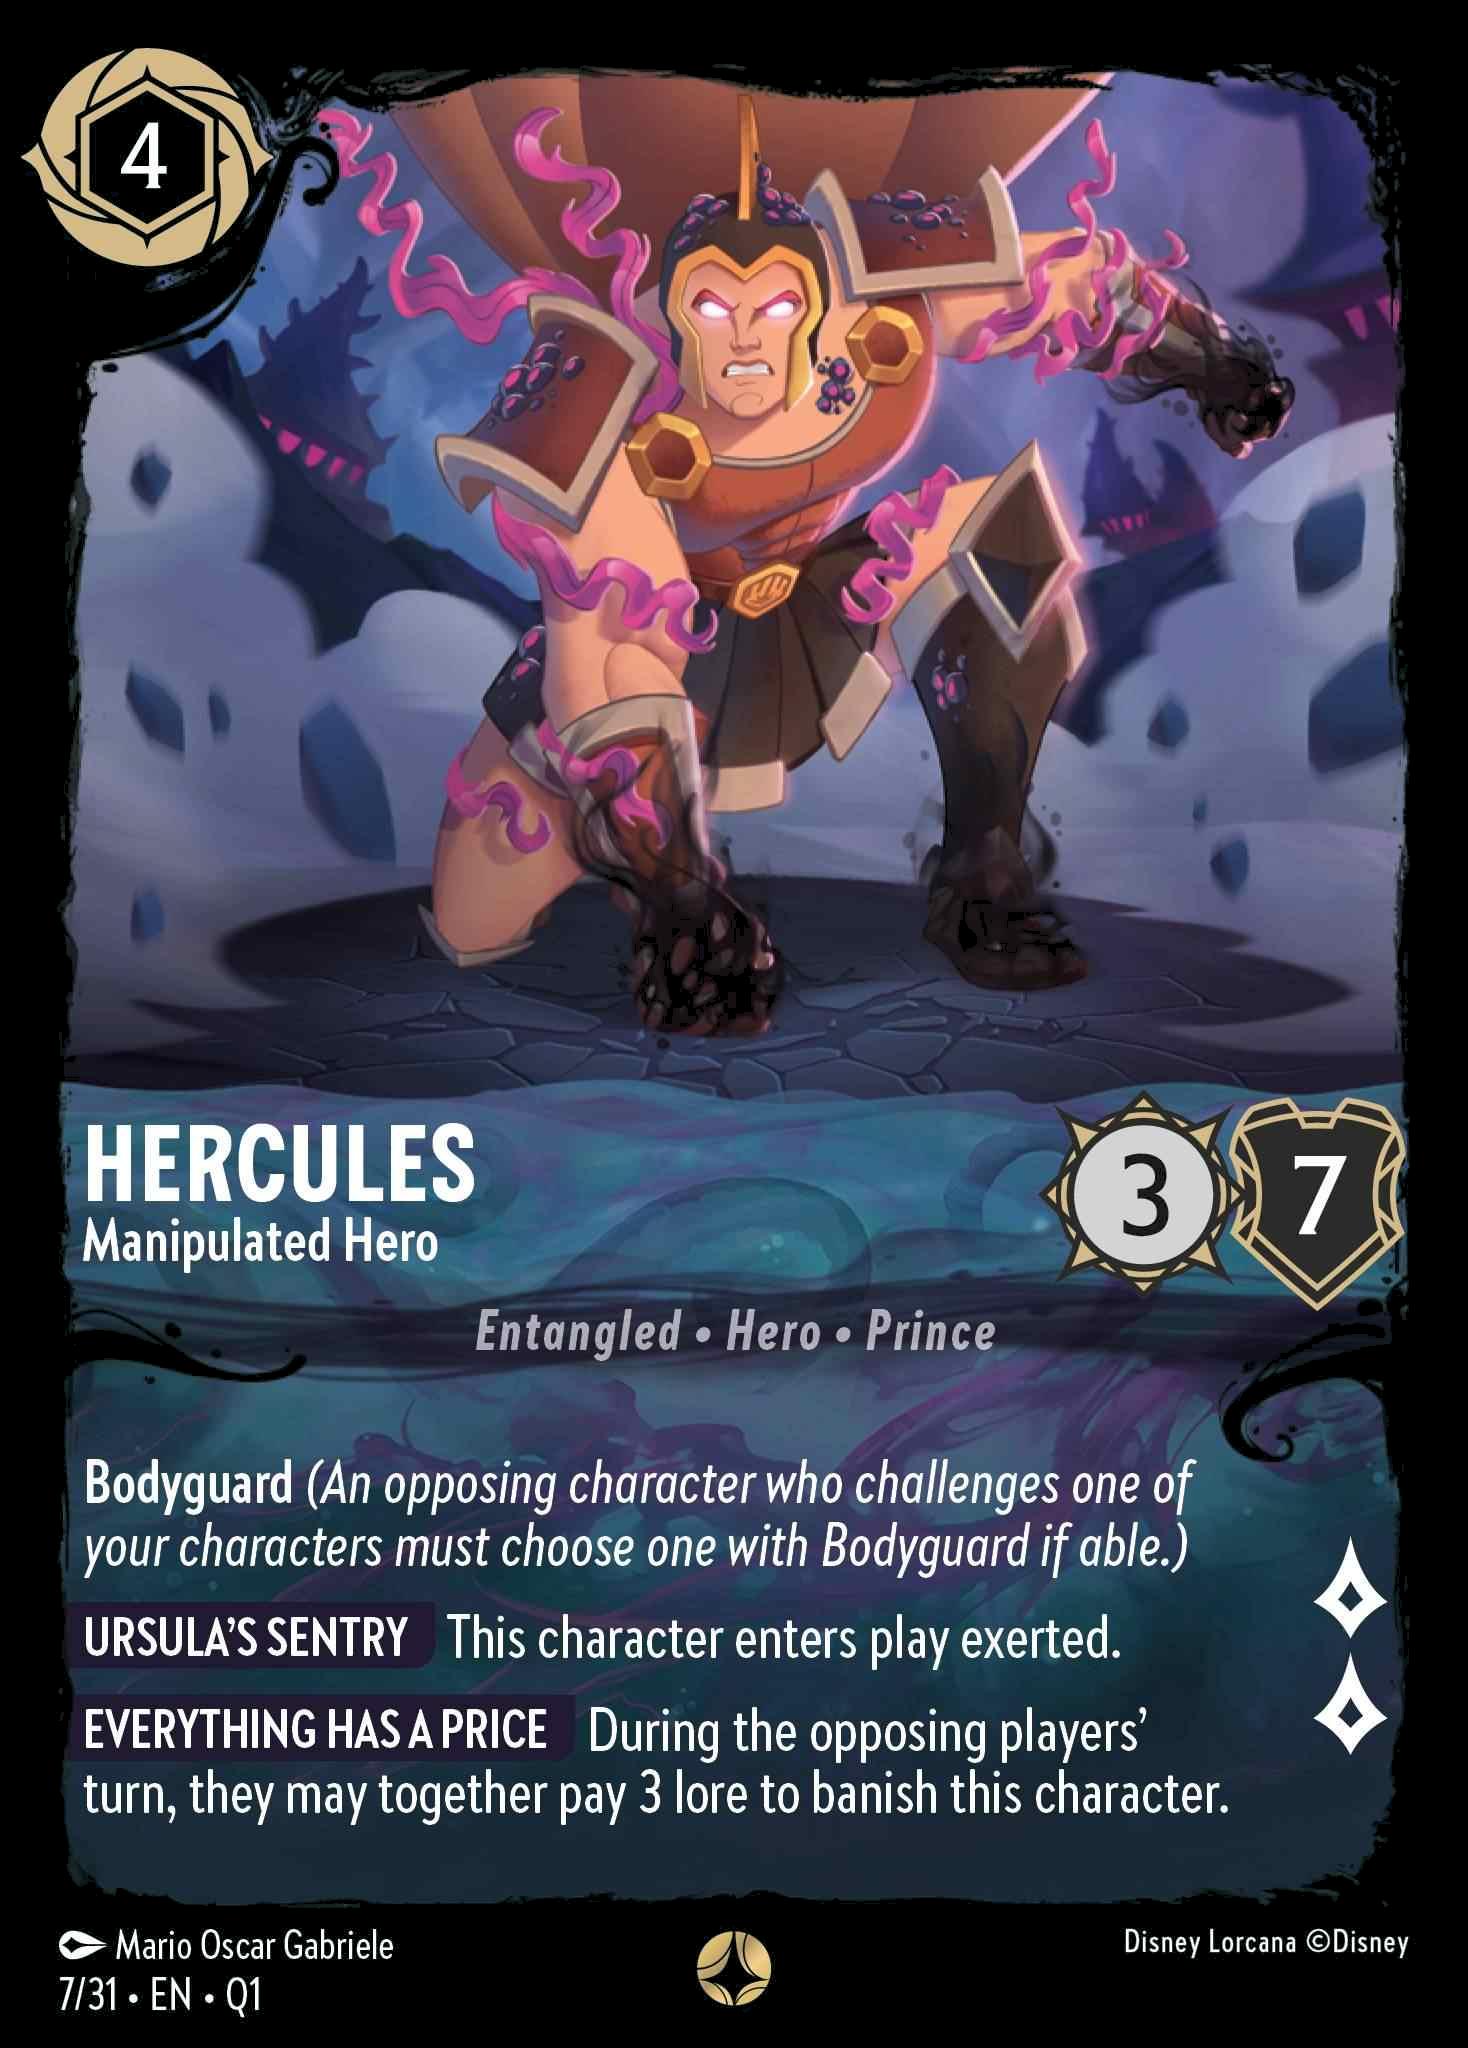 4
HERCULES
Manipulated Hero
3 7
Entangled • Hero • Prince
Bodyguard (An opposing character who challenges one of
your characters must choose one with Bodyguard if able.)
URSULA’S SENTRY This character enters play exerted.
EVERYTHING HAS A PRICE During the opposing players’
turn, they may together pay 3 lore to banish this character.
Mario Oscar Gabriele
Disney Lorcana ©Disney
7/31 • EN • Q1